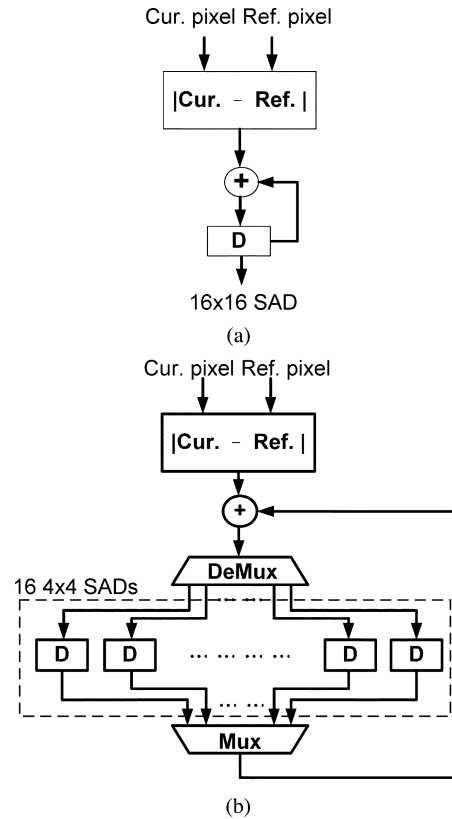 Cur. pixel Ref. pixel
|Cur. - Ref. |
+
D
16x16 SAD
(a)
Cur. pixel Ref. pixel
|Cur. - Ref. |
+
DeMux
16 4x4 SADs
... ...
D D ... ... ... ... D D
... ...
Mux
(b)